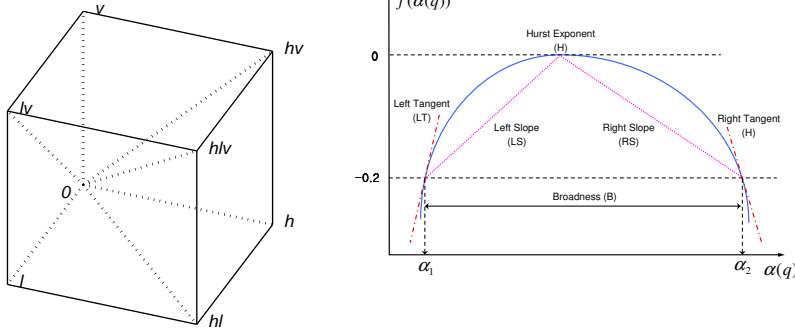 v
hv
lv
hlv
0
h
l
hl
f(α(q))
Hurst Exponent
(H)
0
Left Tangent
(LT)
Right Tangent
(H)
Left Slope
(LS)
Right Slope
(RS)
−0.2
Broadness (B)
α1
α2
α(q)